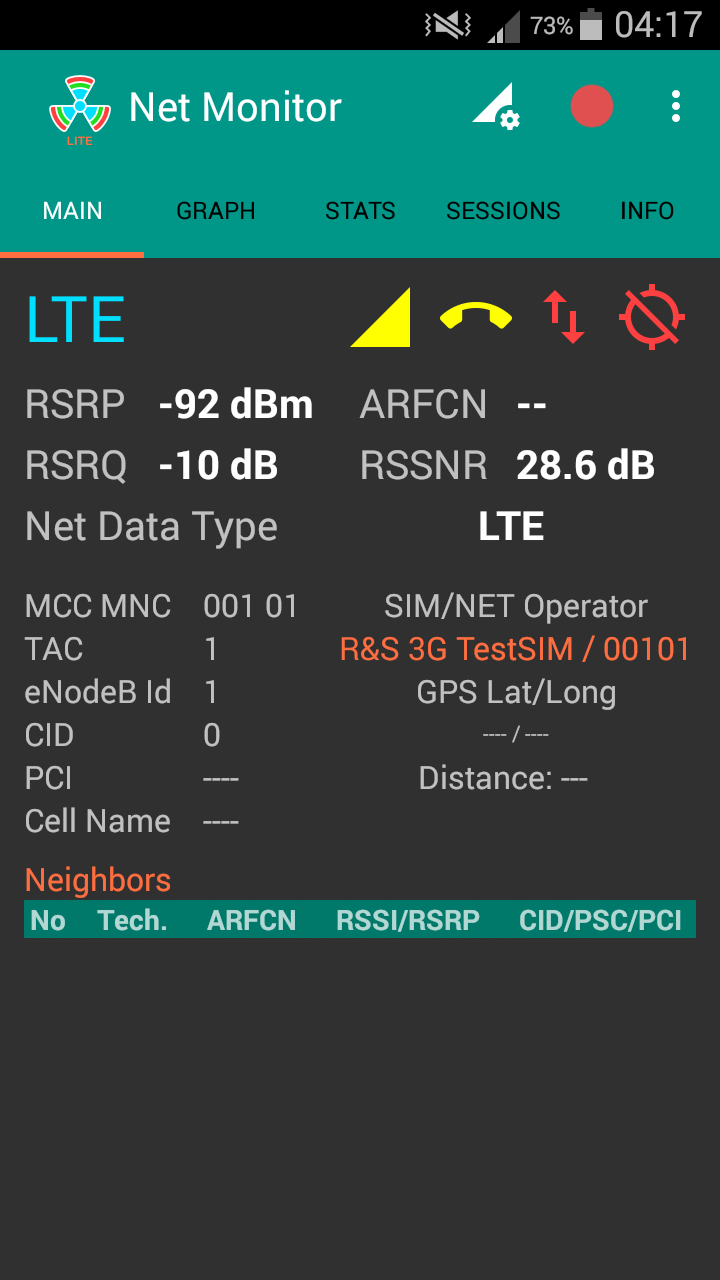 73% 04:17
LITE
Net Monitor
MAIN GRAPH STATS SESSIONS INFO
LTE
RSRP -92 dBm ARFCN --
RSRQ -10 dB RSSNR 28.6 dB
Net Data Type LTE
MCC MNC 001 01 SIM/NET Operator
TAC 1 R&S 3G TestSIM / 00101
eNodeB Id 1 GPS Lat/Long
CID 0 ---- / ----
PCI ---- Distance: ---
Cell Name ----
Neighbors
No Tech. ARFCN RSSI/RSRP CID/PSC/PCI